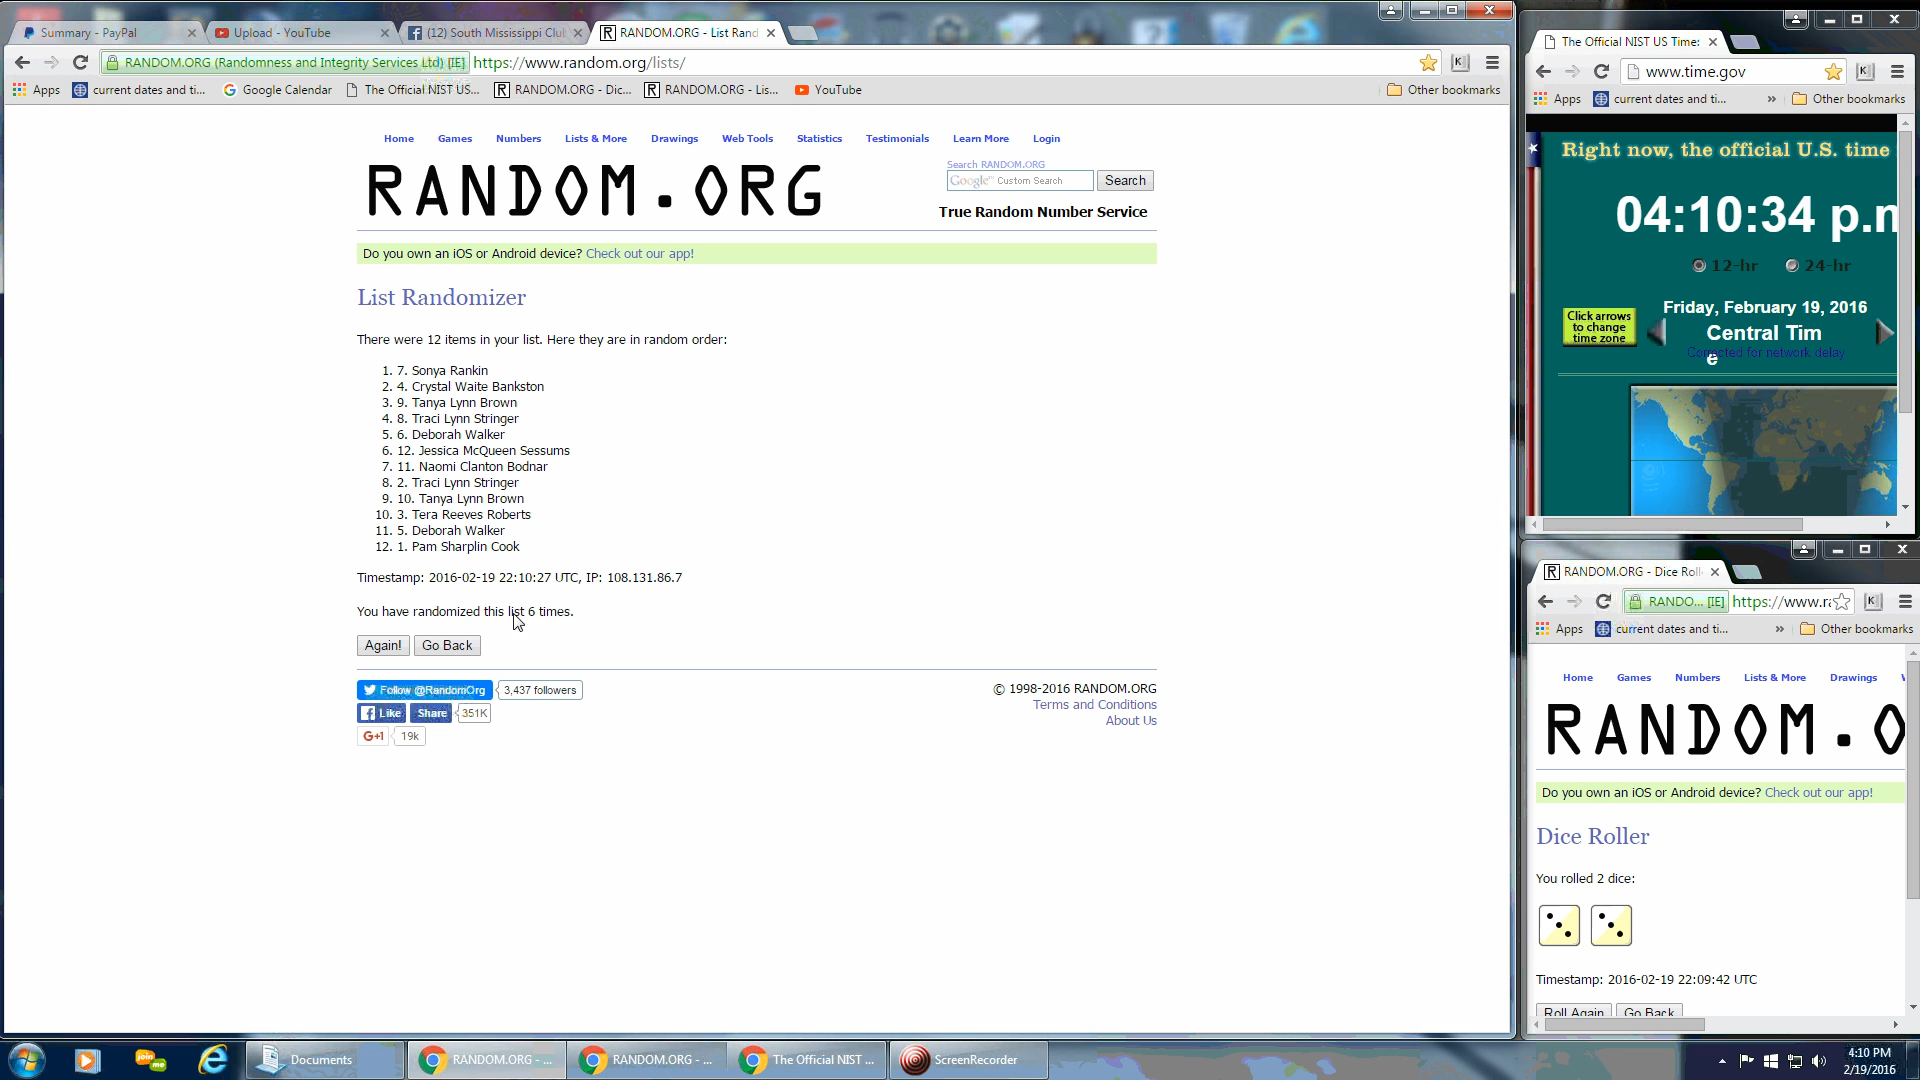 Summary - PayPal
Upload - YouTube
(12) South Mississippi Clu
RANDOM.ORG - List Rand
RANDOM.ORG (Randomness and Integrity Services Ltd) [IE]
https://www.random.org/lists/
Apps
current dates and ti...
Google Calendar
The Official NIST US...
RANDOM.ORG - Dic...
RANDOM.ORG - Lis...
YouTube
Other bookmarks
Home
Games
Numbers
Lists & More
Drawings
Web Tools
Statistics
Testimonials
Learn More
Login
RANDOM.ORG
Search RANDOM.ORG
Google™ Custom Search
Search
True Random Number Service
Do you own an iOS or Android device? Check out our app!
List Randomizer
There were 12 items in your list. Here they are in random order:
1. 7. Sonya Rankin
2. 4. Crystal Waite Bankston
3. 9. Tanya Lynn Brown
4. 8. Traci Lynn Stringer
5. 6. Deborah Walker
6. 12. Jessica McQueen Sessums
7. 11. Naomi Clanton Bodnar
8. 2. Traci Lynn Stringer
9. 10. Tanya Lynn Brown
10. 3. Tera Reeves Roberts
11. 5. Deborah Walker
12. 1. Pam Sharplin Cook
Timestamp: 2016-02-19 22:10:27 UTC, IP: 108.131.86.7
You have randomized this list 6 times.
Again!
Go Back
Follow @RandomOrg
3,437 followers
Like
Share
351K
G+1
19k
© 1998-2016 RANDOM.ORG
Terms and Conditions
About Us
The Official NIST US Time:
www.time.gov
Apps
current dates and ti...
»
Other bookmarks
Right now, the official U.S. time
04:10:34 p.n
12-hr
24-hr
Click arrows
to change
time zone
Friday, February 19, 2016
Central Tim
e
Corrected for network delay
RANDOM.ORG - Dice Roll
RANDO... [IE]
https://www.ra
Apps
current dates and ti...
»
Other bookmarks
Home
Games
Numbers
Lists & More
Drawings
RANDOM.O
Do you own an iOS or Android device? Check out our app!
Dice Roller
You rolled 2 dice:
Timestamp: 2016-02-19 22:09:42 UTC
Roll Again
Go Back
join
me
Documents
RANDOM.ORG - ...
RANDOM.ORG - ...
The Official NIST ...
ScreenRecorder
4:10 PM
2/19/2016